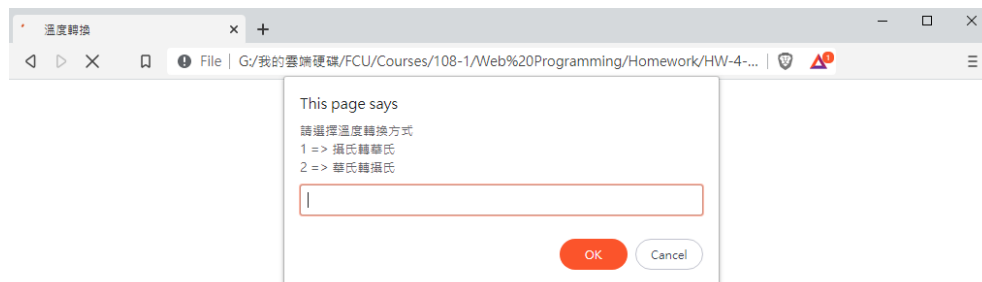 溫度轉換
File | G:/我的雲端硬碟/FCU/Courses/108-1/Web%20Programming/Homework/HW-4-...
1
This page says
請選擇溫度轉換方式
1 => 攝氏轉華氏
2 => 華氏轉攝氏
OK
Cancel